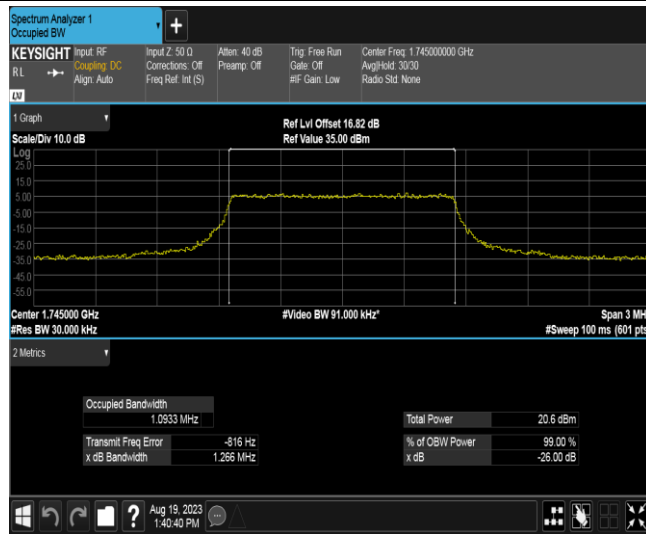 Spectrum Analyzer 1
Occupied BW
+
KEYSIGHT Input: RF Input Z: 50 Ω Atten: 40 dB Trig: Free Run Center Freq: 1.745000000 GHz
RL Coupling: DC Corrections: Off Preamp: Off Gate: Off Avg|Hold: 30/30
Align: Auto Freq Ref: Int (S) #IF Gain: Low Radio Std: None
LXI
1 Graph
Ref Lvl Offset 16.82 dB
Scale/Div 10.0 dB Ref Value 35.00 dBm
Log
25.0
15.0
5.00
-5.00
-15.0
-25.0
-35.0
-45.0
-55.0
Center 1.745000 GHz #Video BW 91.000 kHz* Span 3 MH
#Res BW 30.000 kHz #Sweep 100 ms (601 pts
2 Metrics
Occupied Bandwidth
1.0933 MHz Total Power 20.6 dBm
Transmit Freq Error -816 Hz % of OBW Power 99.00 %
x dB Bandwidth 1.266 MHz x dB -26.00 dB
? Aug 19, 2023
1:40:40 PM